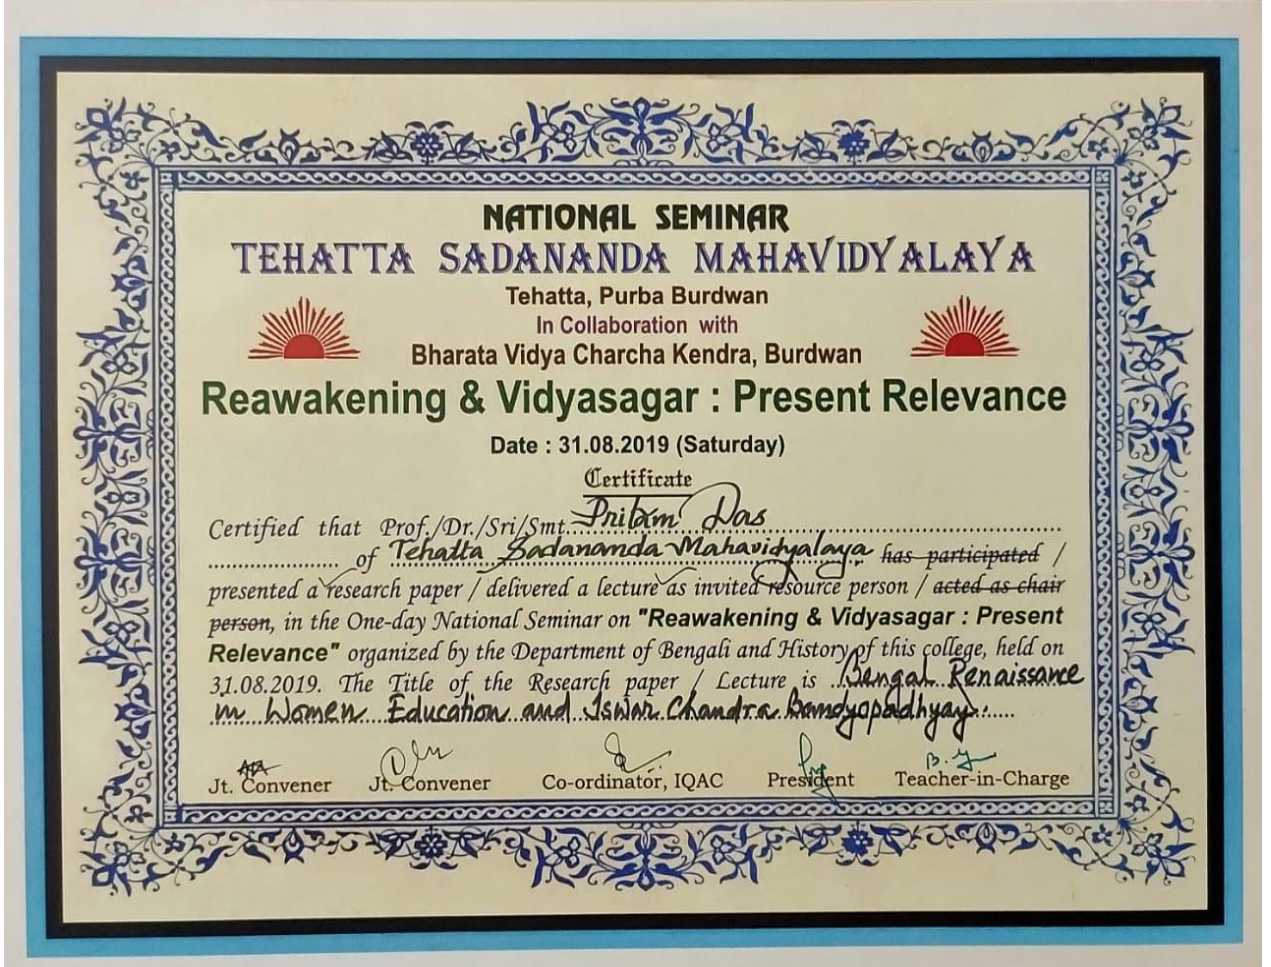 NATIONAL SEMINAR
TEHATTA SADANANDA MAHAVIDYALAYA
Tehatta, Purba Burdwan
In Collaboration with
Bharata Vidya Charcha Kendra, Burdwan
Reawakening & Vidyasagar : Present Relevance
Date : 31.08.2019 (Saturday)
Certificate
Certified that Prof./Dr./Sri/Smt. Pritam Das
of Tehatta Sadananda Mahavidyalaya has participated /
presented a research paper / delivered a lecture as invited resource person / acted as chair
person, in the One-day National Seminar on "Reawakening & Vidyasagar : Present
Relevance" organized by the Department of Bengali and History of this college, held on
31.08.2019. The Title of the Research paper / Lecture is Bengal Renaissance
in Women Education and Iswar Chandra Bandyopadhyay.
Jt. Convener Jt. Convener Co-ordinator, IQAC President Teacher-in-Charge